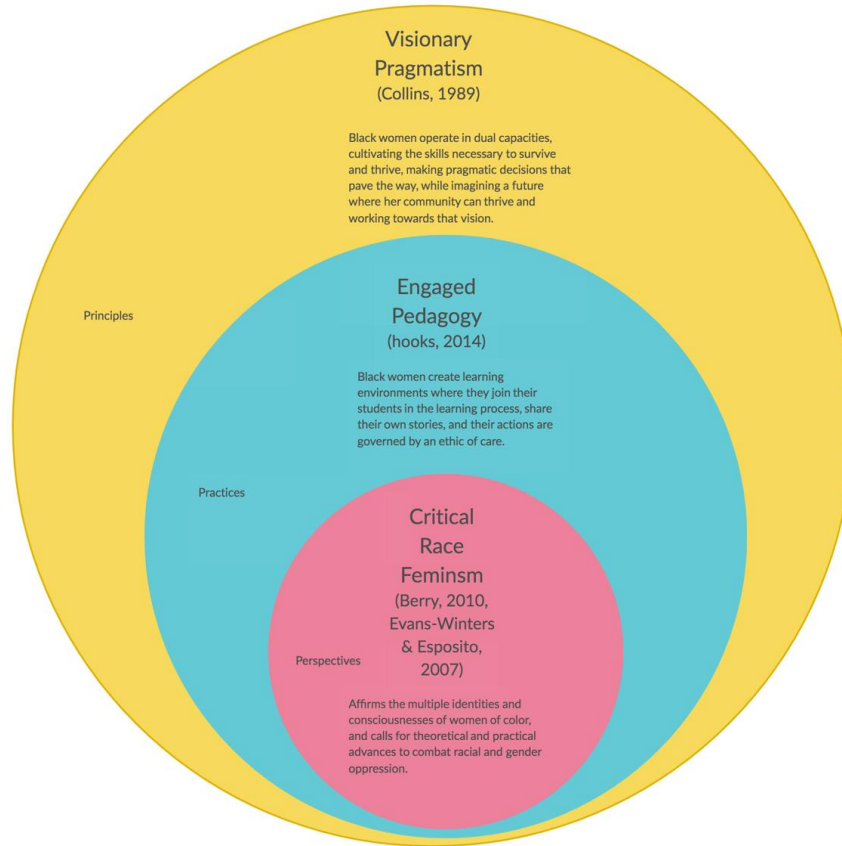 Visionary
Pragmatism
(Collins, 1989)
Black women operate in dual capacities,
cultivating the skills necessary to survive
and thrive, making pragmatic decisions that
pave the way, while imagining a future
where her community can thrive and
working towards that vision.
Principles
Engaged
Pedagogy
(hooks, 2014)
Black women create learning
environments where they join their
students in the learning process, share
their own stories, and their actions are
governed by an ethic of care.
Practices
Critical
Race
Feminsm
(Berry, 2010,
Evans-Winters
& Esposito,
2007)
Perspectives
Affirms the multiple identities and
consciousnesses of women of color,
and calls for theoretical and practical
advances to combat racial and gender
oppression.